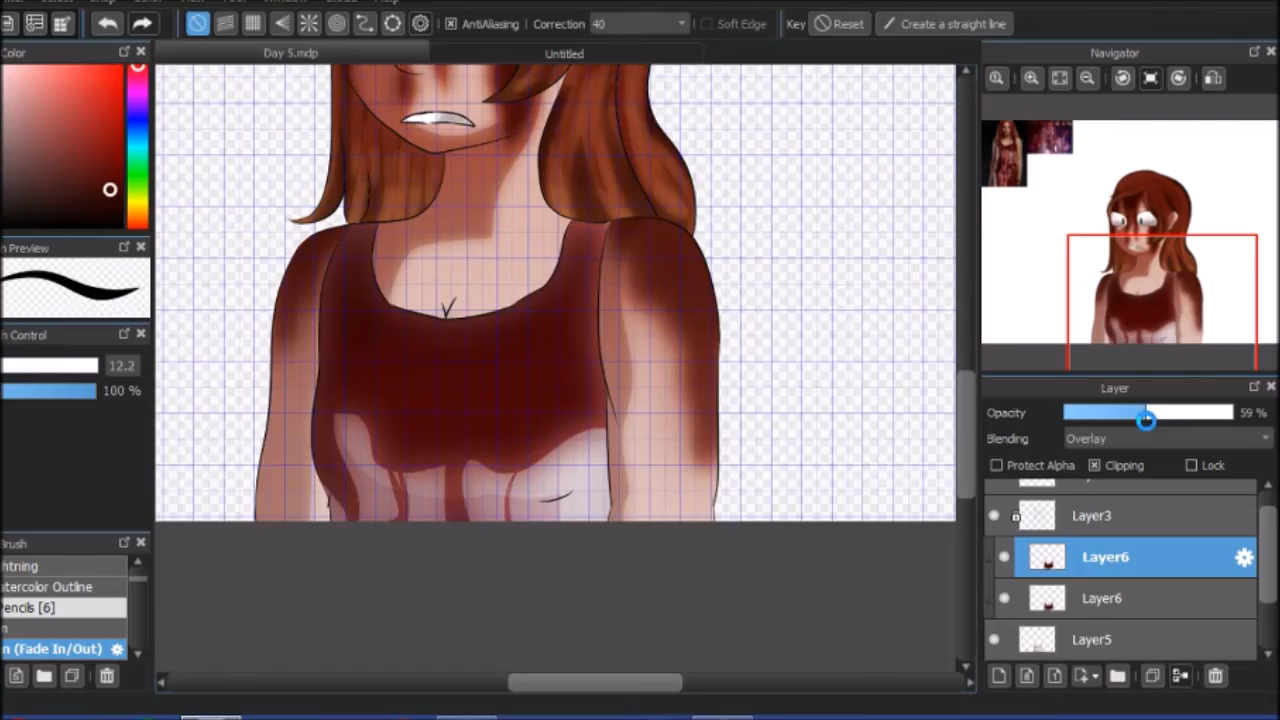 AntiAliasing
Correction
40
Soft Edge
Key
Reset
Create a straight line
Color
Day 5.mdp
Untitled
Navigator
h Preview
h Control
12.2
100 %
Layer
Opacity
59 %
Blending
Overlay
Protect Alpha
Clipping
Lock
Layer3
Layer6
Layer6
Layer5
Brush
htning
atercolor Outline
Pencils [6]
n
n (Fade In/Out)